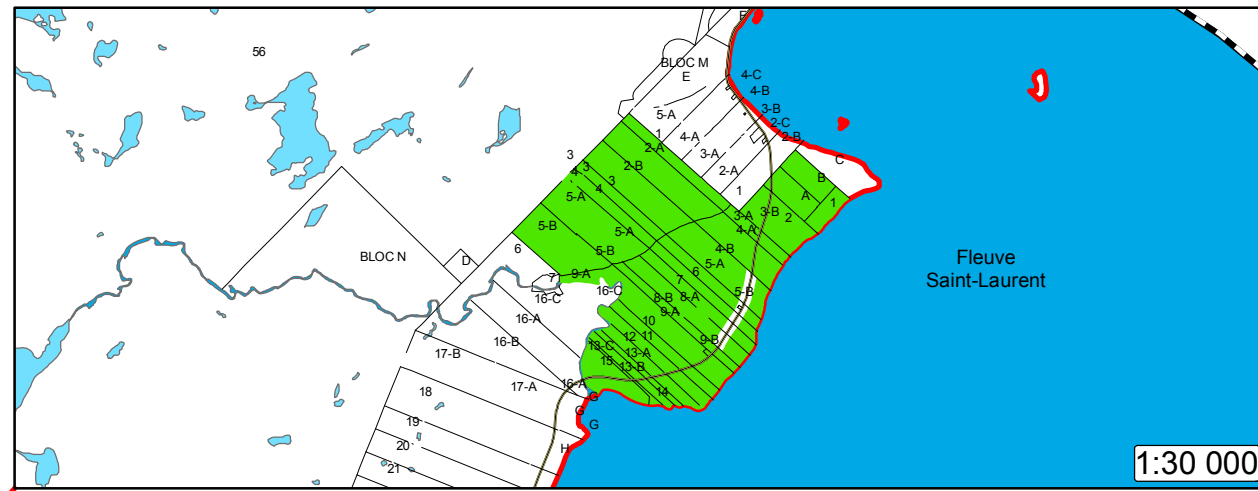 E
56
BLOC M
E
4-C
4-B
3-B
2-C
2-B
5-A
1
4-A
2-A
3-A
2-A
1
C
B
A
1
3
4
3
3
4
2-B
5-A
5-B
5-A
5-B
3-A
3-B
2
4-A
4-B
5-A
6
7
5-B
6
BLOC N
D
7
9-A
16-C
16-C
8-B
8-A
9-A
10
11
12
9-B
13-C
13-A
15
13-B
14
16-A
16-B
17-B
17-A
16-A
G
G
G
H
18
19
20
21
Fleuve
Saint-Laurent
1:30 000